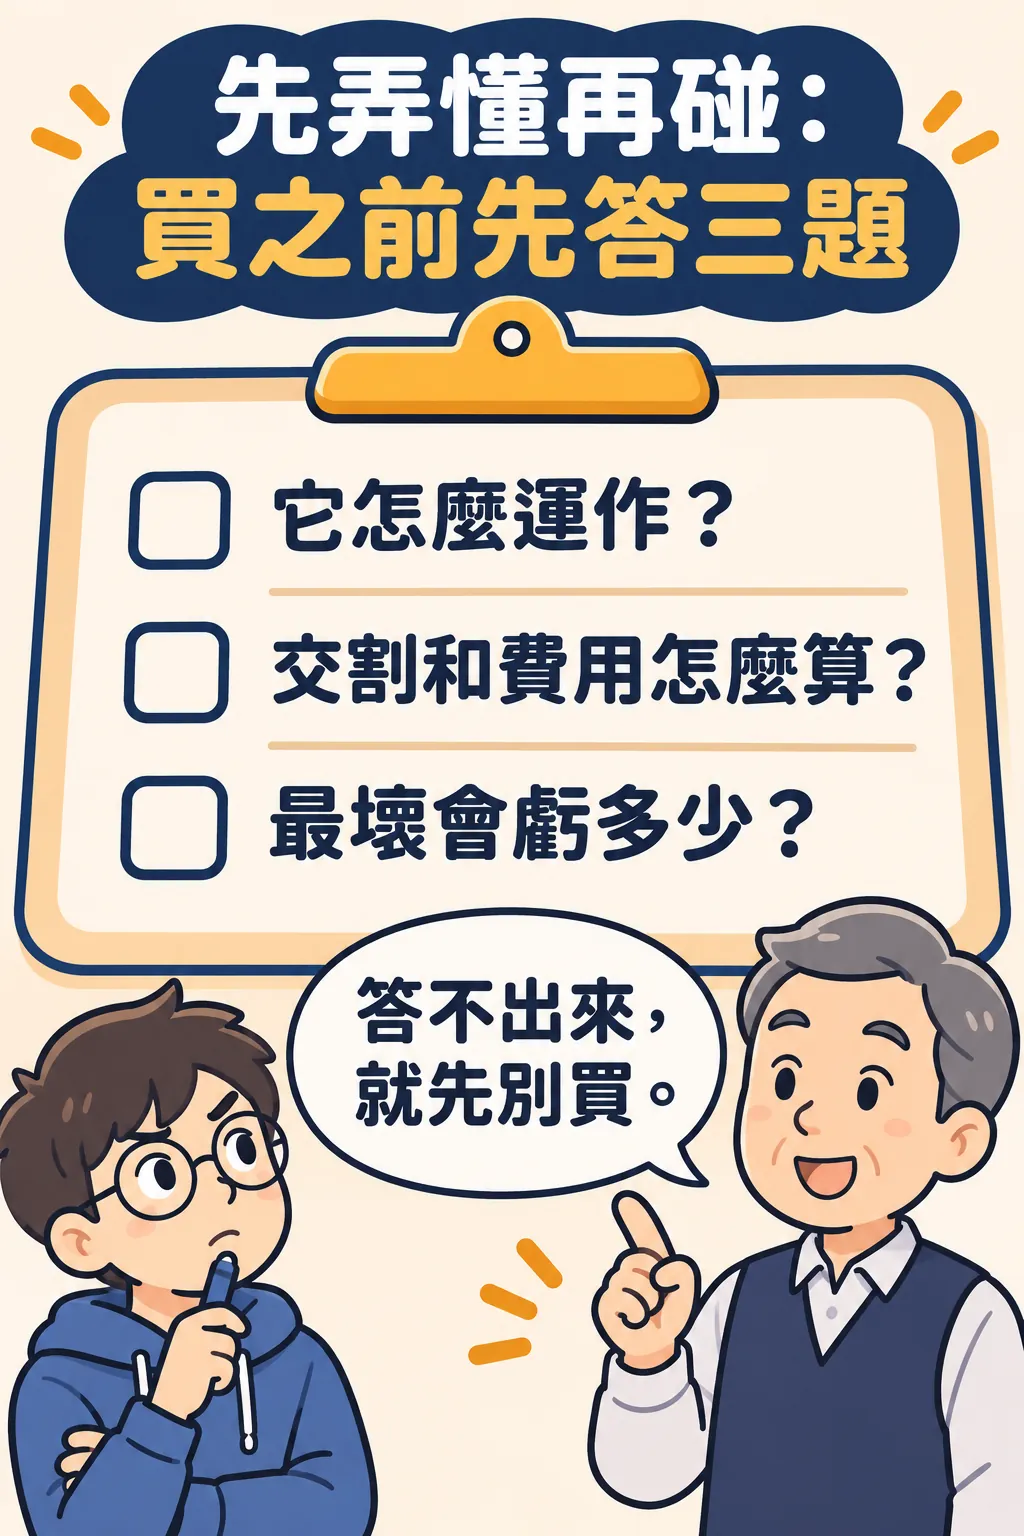 先弄懂再碰：
買之前先答三題
它怎麼運作？
交割和費用怎麼算？
最壞會虧多少？
答不出來，
就先別買。